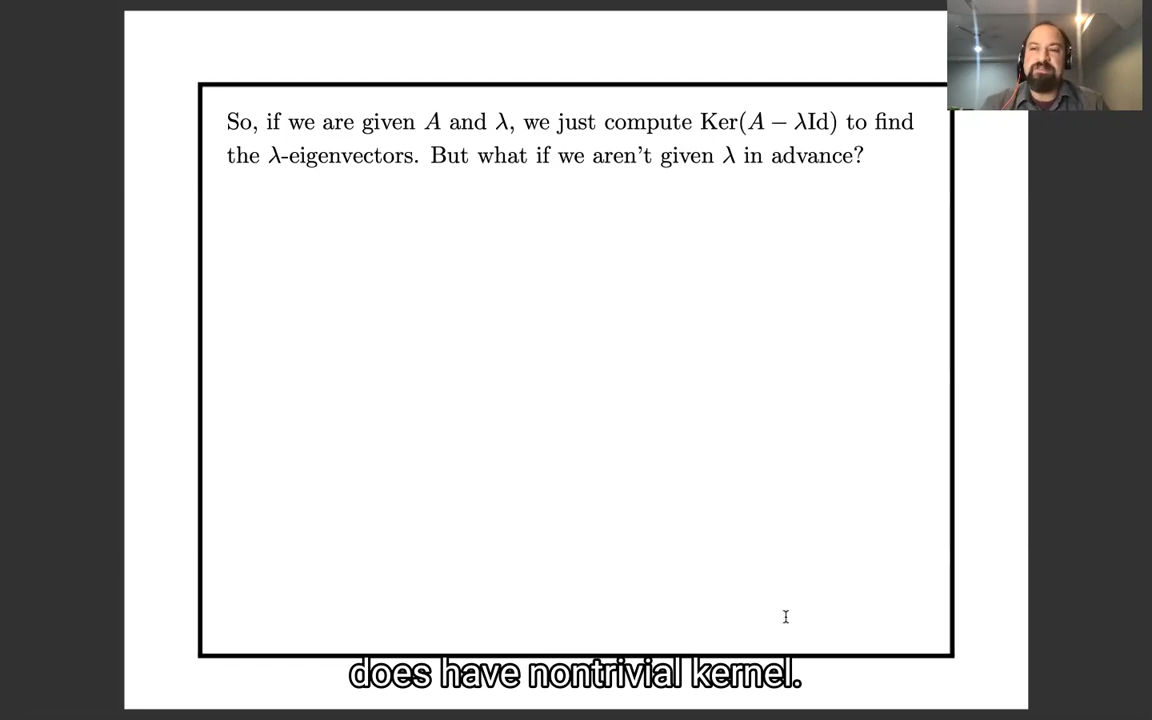 So, if we are given A and λ, we just compute Ker(A − λId) to find
the λ-eigenvectors. But what if we aren't given λ in advance?
does have nontrivial kernel.